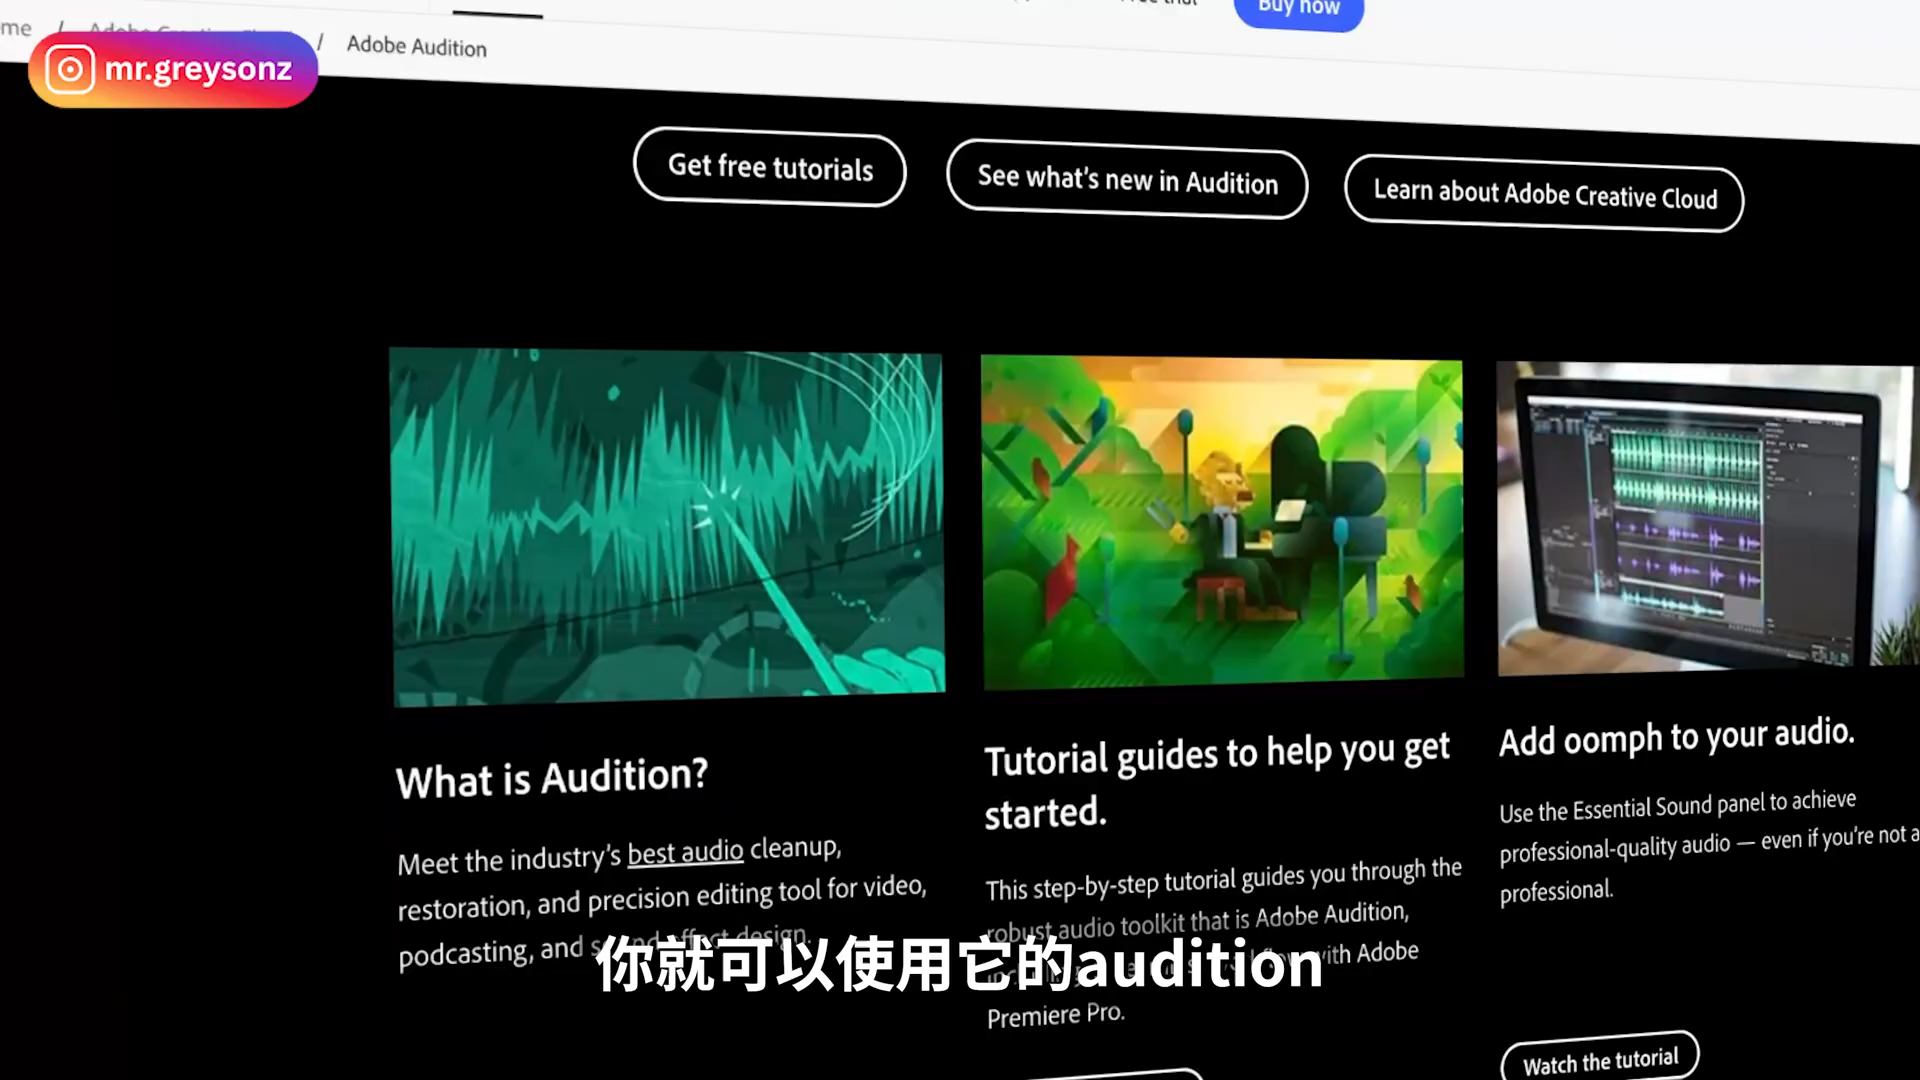 Buy now
Adobe Audition
mr.greysonz
Get free tutorials
See what's new in Audition
Learn about Adobe Creative Cloud
What is Audition?
Meet the industry's best audio cleanup,
restoration, and precision editing tool for video,
podcasting, and sound effect design.
Tutorial guides to help you get
started.
This step-by-step tutorial guides you through the
robust audio toolkit that is Adobe Audition,
with Adobe
Premiere Pro.
Add oomph to your audio.
Use the Essential Sound panel to achieve
professional-quality audio — even if you're not a
professional.
Watch the tutorial
你就可以使用它的audition